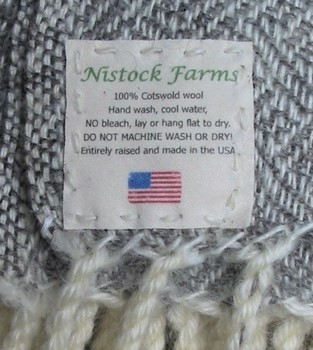 Nistock Farms
100% Cotswold wool
Hand wash, cool water,
NO bleach, lay or hang flat to dry.
DO NOT MACHINE WASH OR DRY!
Entirely raised and made in the USA